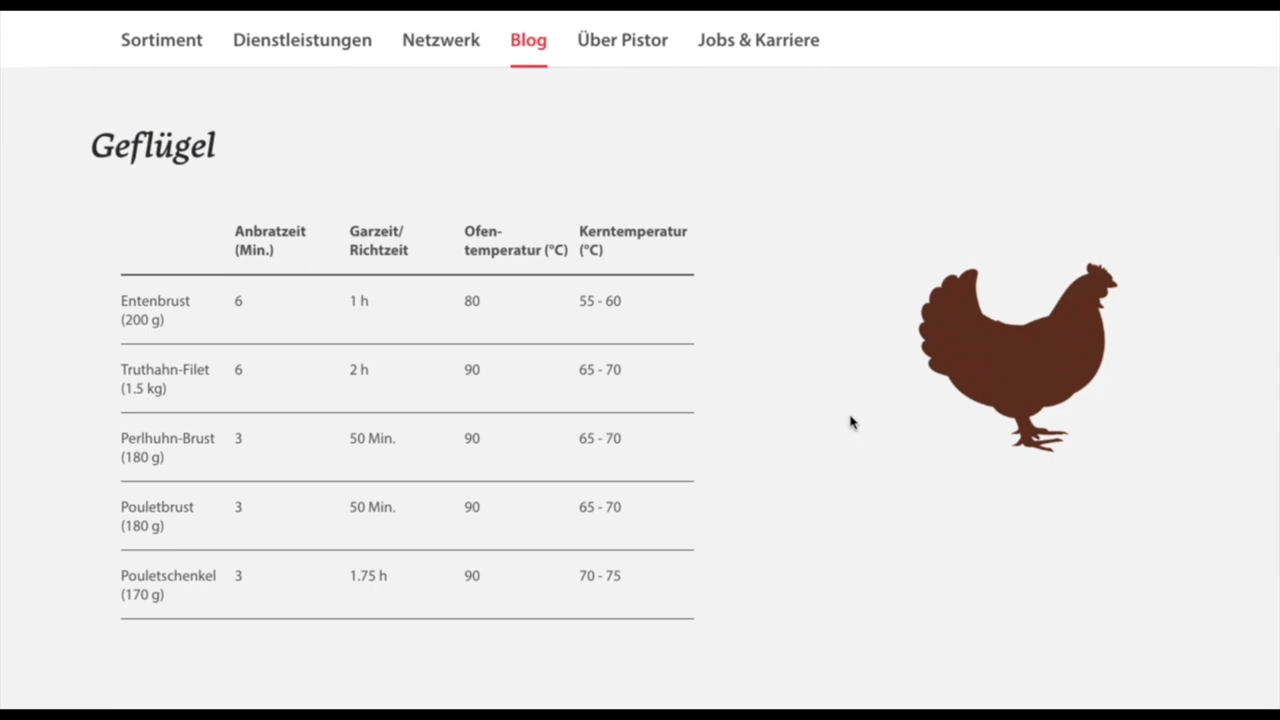 Sortiment Dienstleistungen Netzwerk Blog Über Pistor Jobs & Karriere
Geflügel
Anbratzeit (Min.) Garzeit/ Richtzeit Ofen- temperatur (°C) Kerntemperatur (°C)
Entenbrust (200 g) 6 1 h 80 55 - 60
Truthahn-Filet (1.5 kg) 6 2 h 90 65 - 70
Perlhuhn-Brust (180 g) 3 50 Min. 90 65 - 70
Pouletbrust (180 g) 3 50 Min. 90 65 - 70
Pouletschenkel (170 g) 3 1.75 h 90 70 - 75